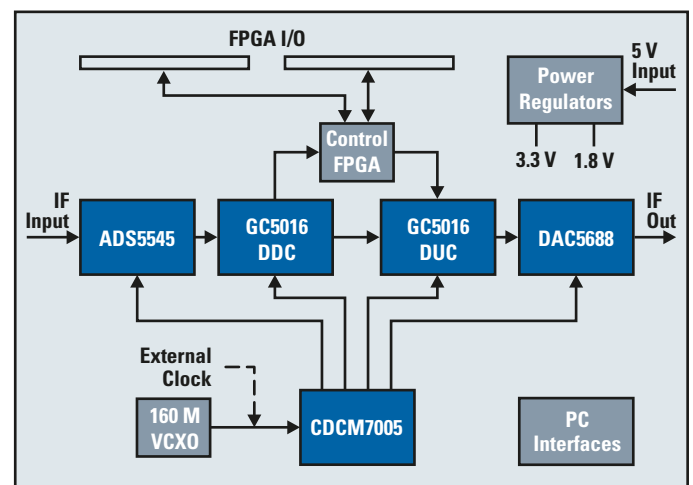 FPGA I/O
5 V
Input
Power
Regulators
3.3 V
1.8 V
Control
FPGA
IF
Input
ADS5545
GC5016
DDC
GC5016
DUC
DAC5688
IF
Out
External
Clock
160 M
VCXO
CDCM7005
PC
Interfaces